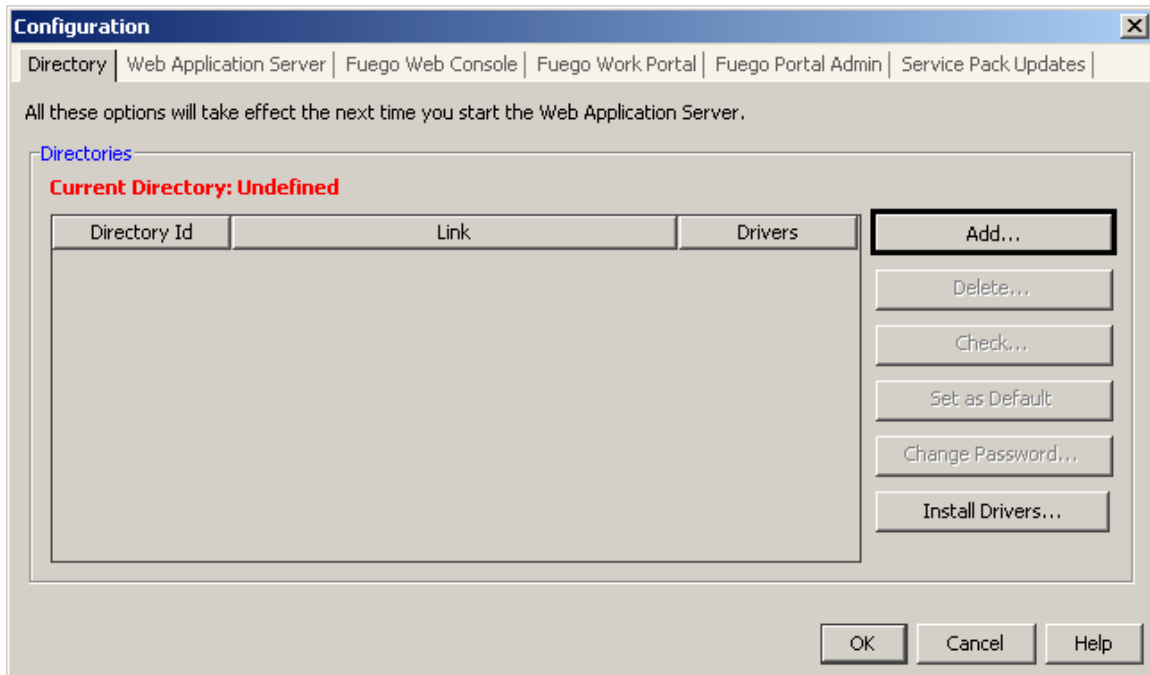 Configuration
Directory | Web Application Server | Fuego Web Console | Fuego Work Portal | Fuego Portal Admin | Service Pack Updates |
All these options will take effect the next time you start the Web Application Server.
Directories
Current Directory: Undefined
Directory Id Link Drivers
Add...
Delete...
Check...
Set as Default
Change Password...
Install Drivers...
OK Cancel Help